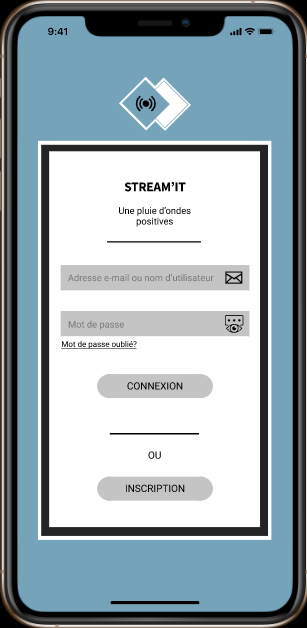 9:41
STREAM'IT
Une pluie d'ondes
positives
Adresse e-mail ou nom d'utilisateur
Mot de passe
Mot de passe oublié?
CONNEXION
OU
INSCRIPTION